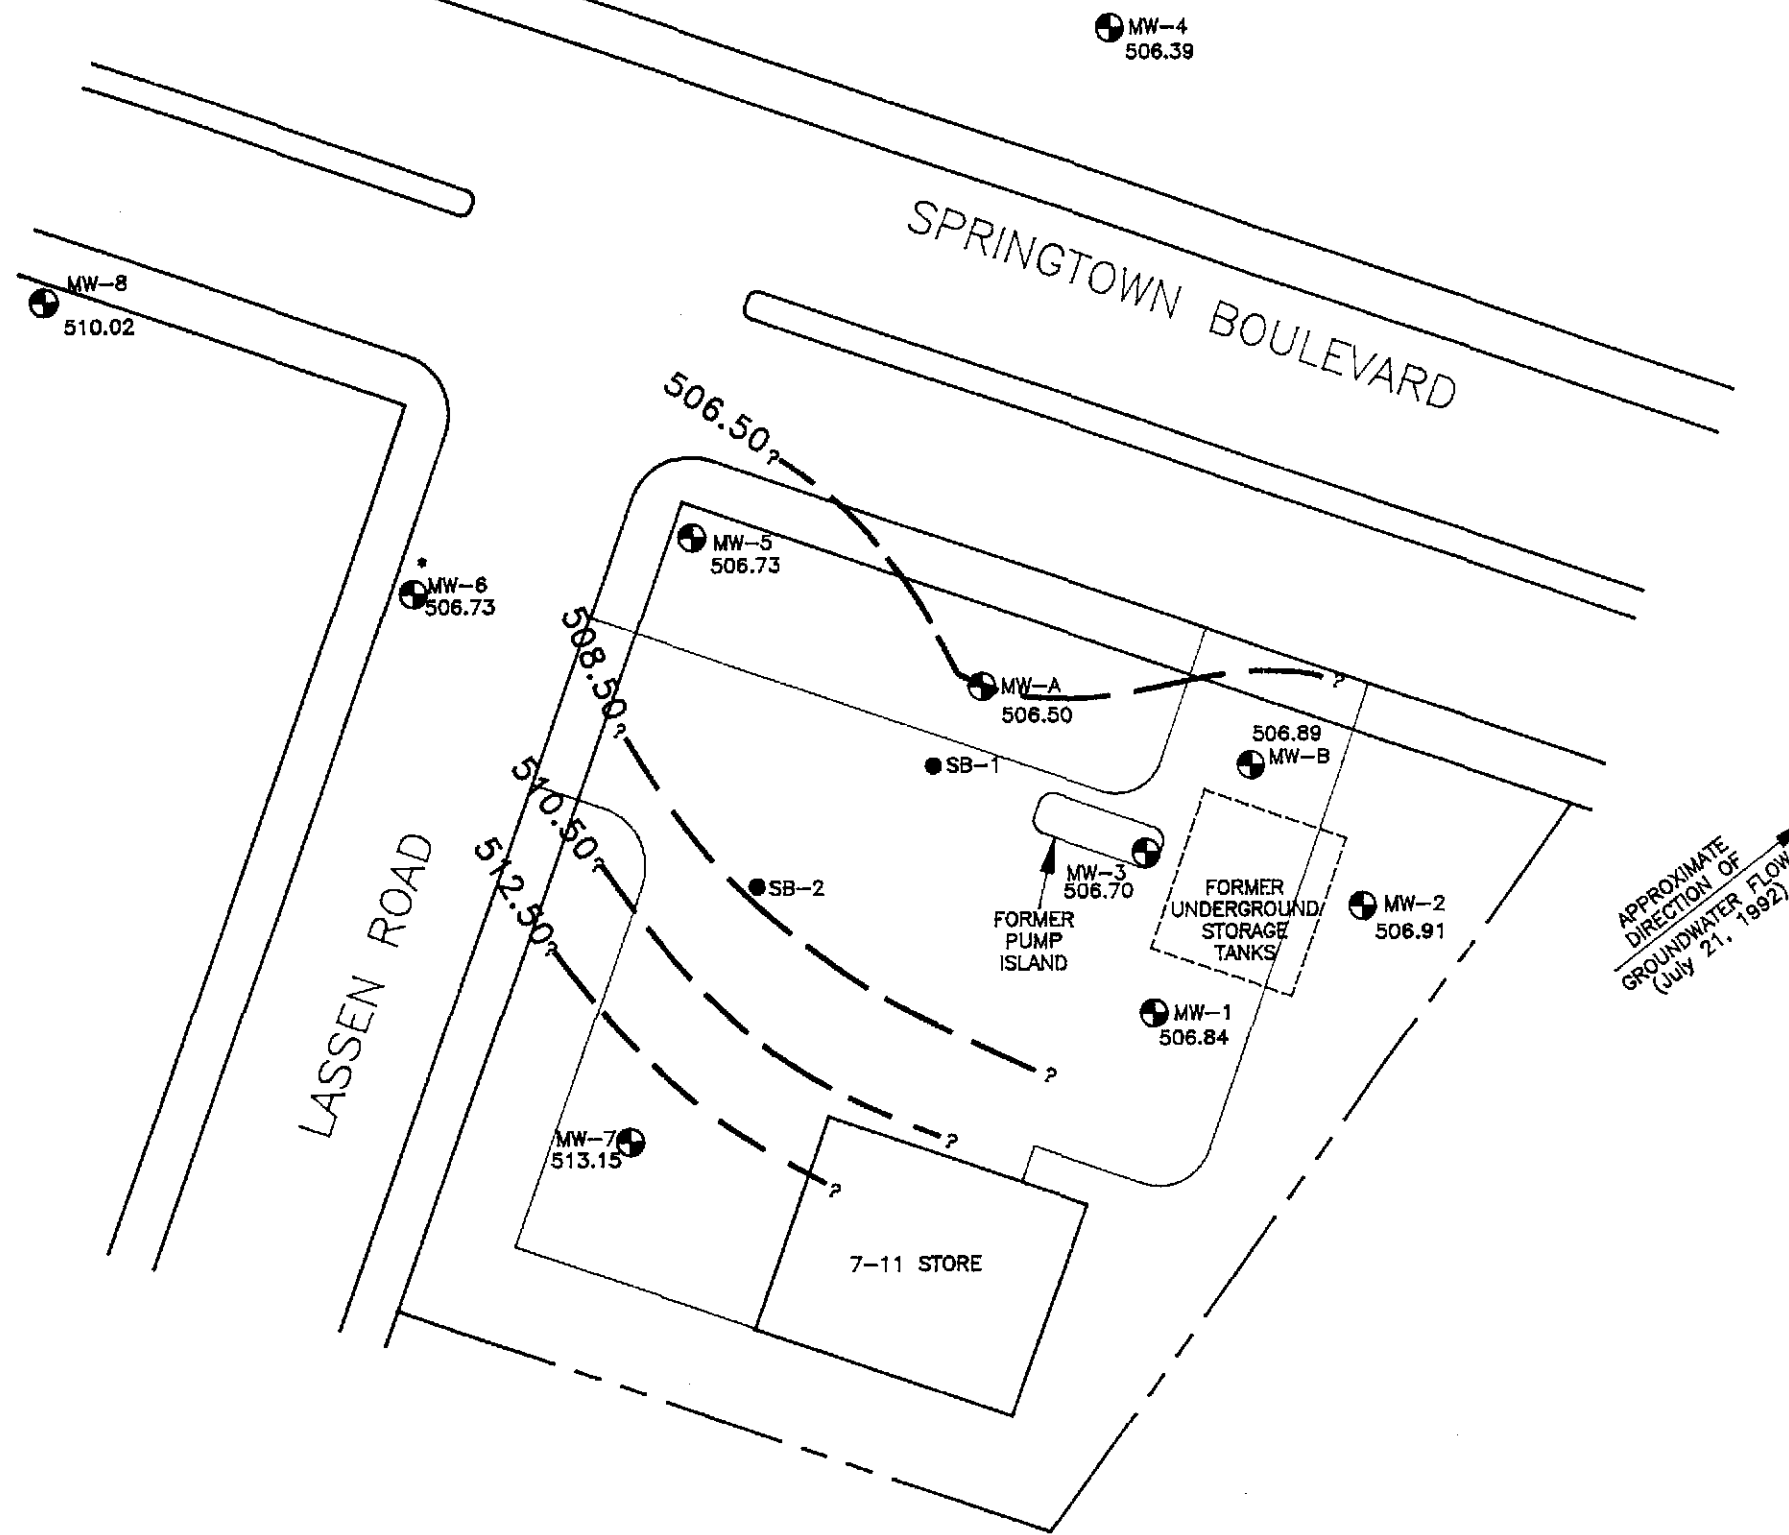 MW-4
506.39
SPRINGTOWN BOULEVARD
MW-8
510.02
506.50?
MW-5
506.73
*
MW-6
506.73
508.50?
MW-A
506.50
?
506.89
MW-B
SB-1
510.50?
512.50?
LASSEN ROAD
SB-2
MW-3
506.70
FORMER
PUMP
ISLAND
FORMER
UNDERGROUND
STORAGE
TANKS
MW-2
506.91
APPROXIMATE
DIRECTION OF
GROUNDWATER FLOW
(July 21, 1992)
MW-1
506.84
?
?
MW-7
513.15
?
7-11 STORE